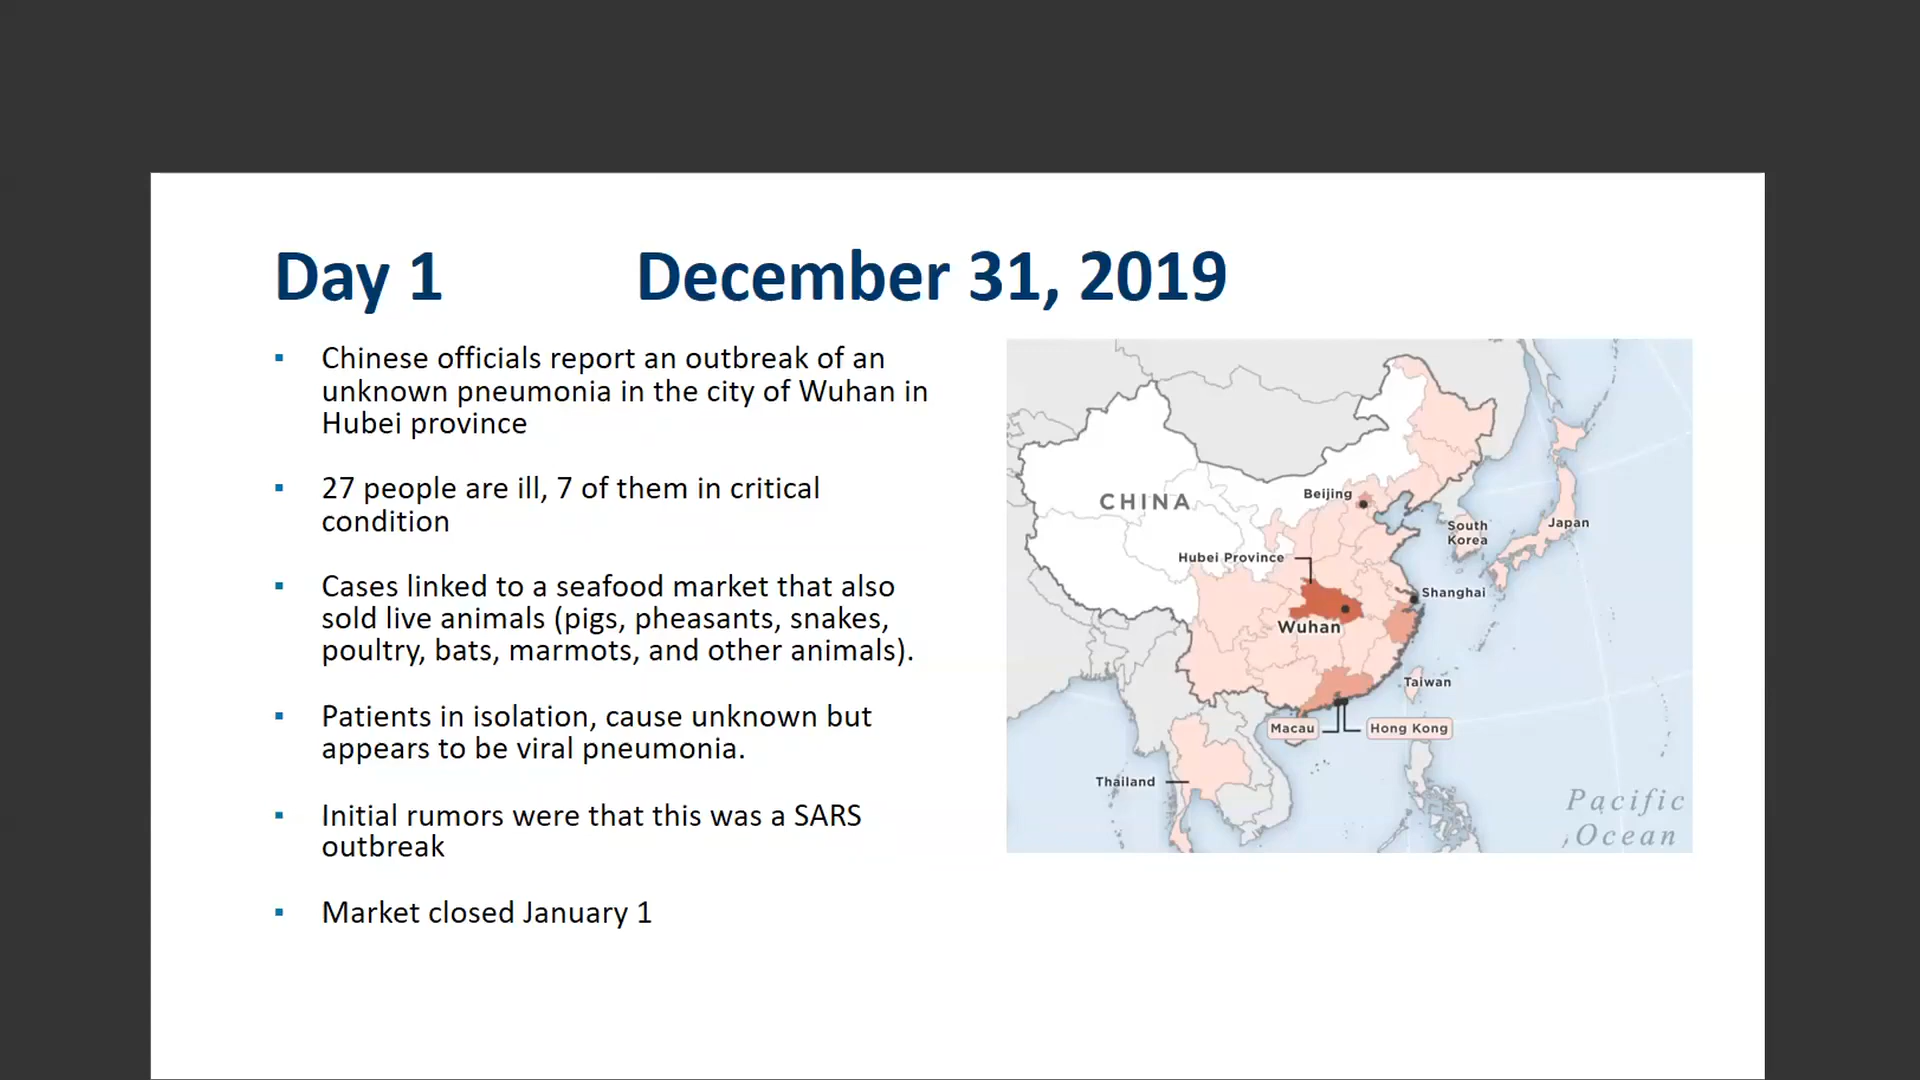 Day 1 December 31, 2019
▪ Chinese officials report an outbreak of an
unknown pneumonia in the city of Wuhan in
Hubei province
▪ 27 people are ill, 7 of them in critical
condition
▪ Cases linked to a seafood market that also
sold live animals (pigs, pheasants, snakes,
poultry, bats, marmots, and other animals).
▪ Patients in isolation, cause unknown but
appears to be viral pneumonia.
▪ Initial rumors were that this was a SARS
outbreak
▪ Market closed January 1
CHINA
Beijing
South
Korea
Japan
Hubei Province
Shanghai
Wuhan
Taiwan
Macau
Hong Kong
Thailand
Pacific
Ocean